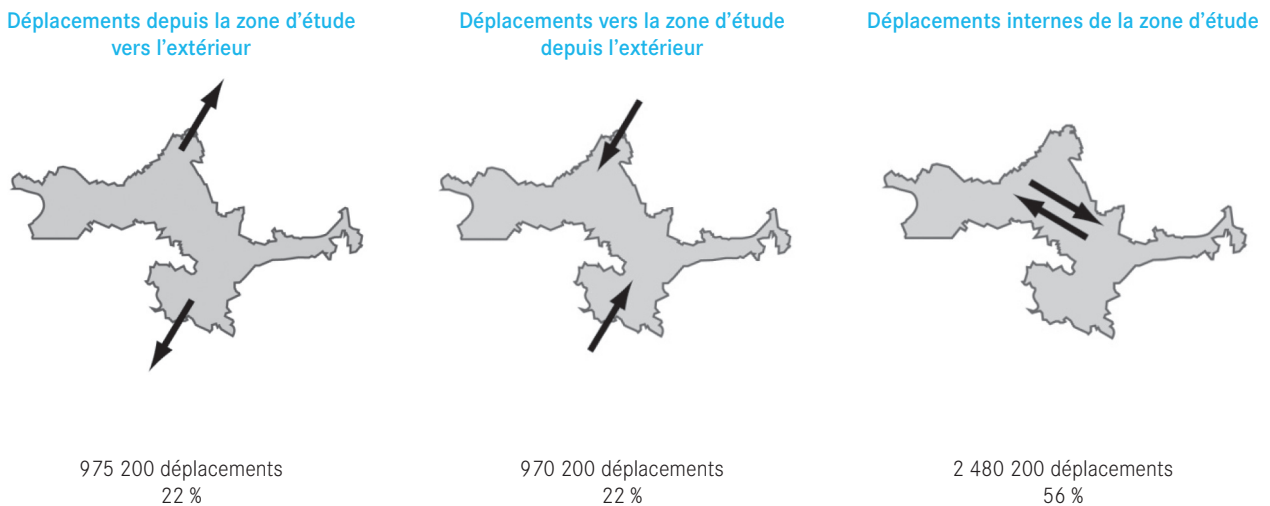 Déplacements depuis la zone d’étude
vers l’extérieur
Déplacements vers la zone d’étude
depuis l’extérieur
Déplacements internes de la zone d’étude
975 200 déplacements
22 %
970 200 déplacements
22 %
2 480 200 déplacements
56 %